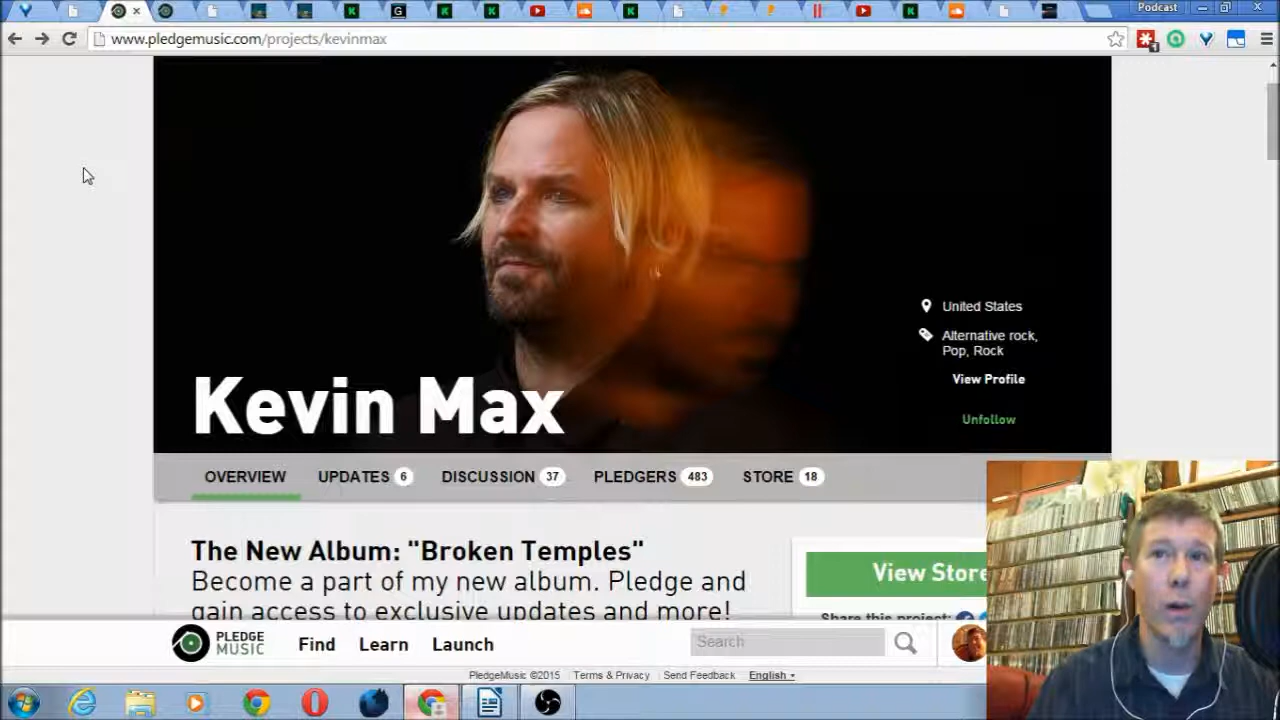 Podcast
www.pledgemusic.com/projects/kevinmax
United States
Alternative rock,
Pop, Rock
View Profile
Unfollow
Kevin Max
OVERVIEW UPDATES 6 DISCUSSION 37 PLEDGERS 483 STORE 18
The New Album: "Broken Temples"
Become a part of my new album. Pledge and
gain access to exclusive updates and more!
View Store
Share this project:
PLEDGE
MUSIC
Find Learn Launch
Search
PledgeMusic ©2015 Terms & Privacy Send Feedback English